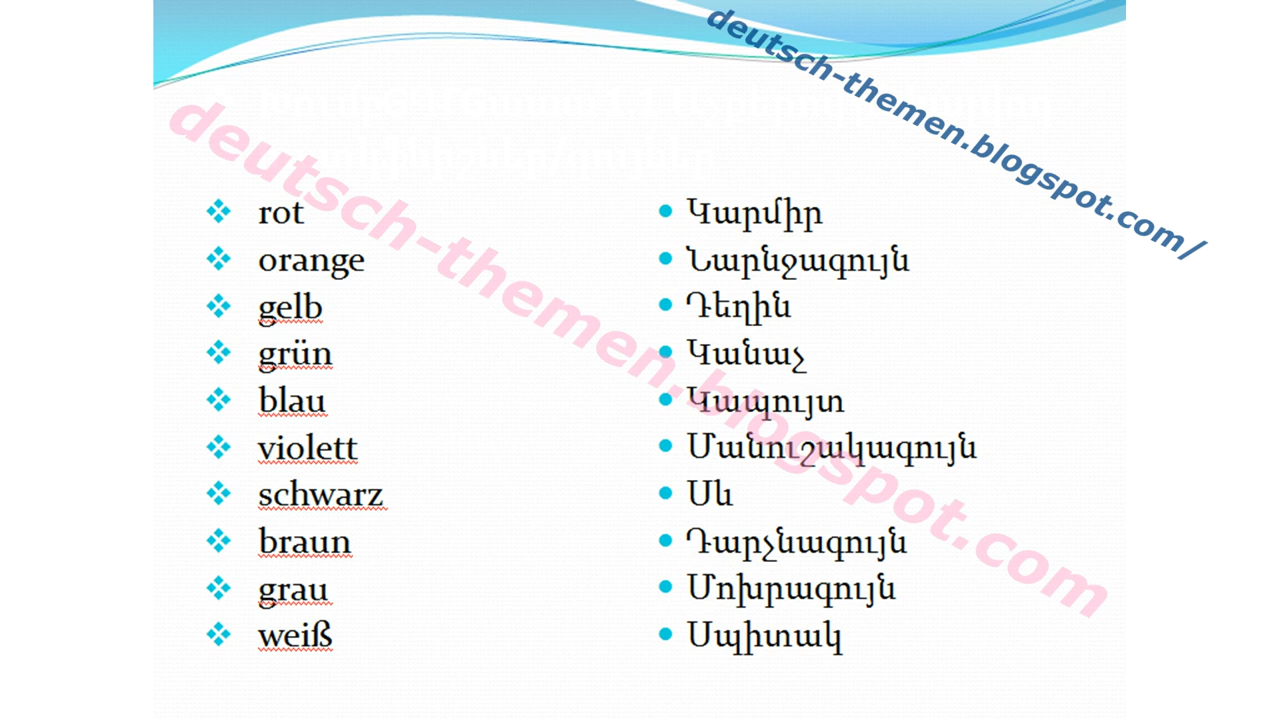 deutsch-themen.blogspot.com/
deutsch-themen.blogspot.com
rot
orange
gelb
grün
blau
violett
schwarz
braun
grau
weiß
Կարմիր
Նարնջագույն
Դեղին
Կանաչ
Կապույտ
Մանուշակագույն
Սև
Դարչնագույն
Մոխրագույն
Սպիտակ